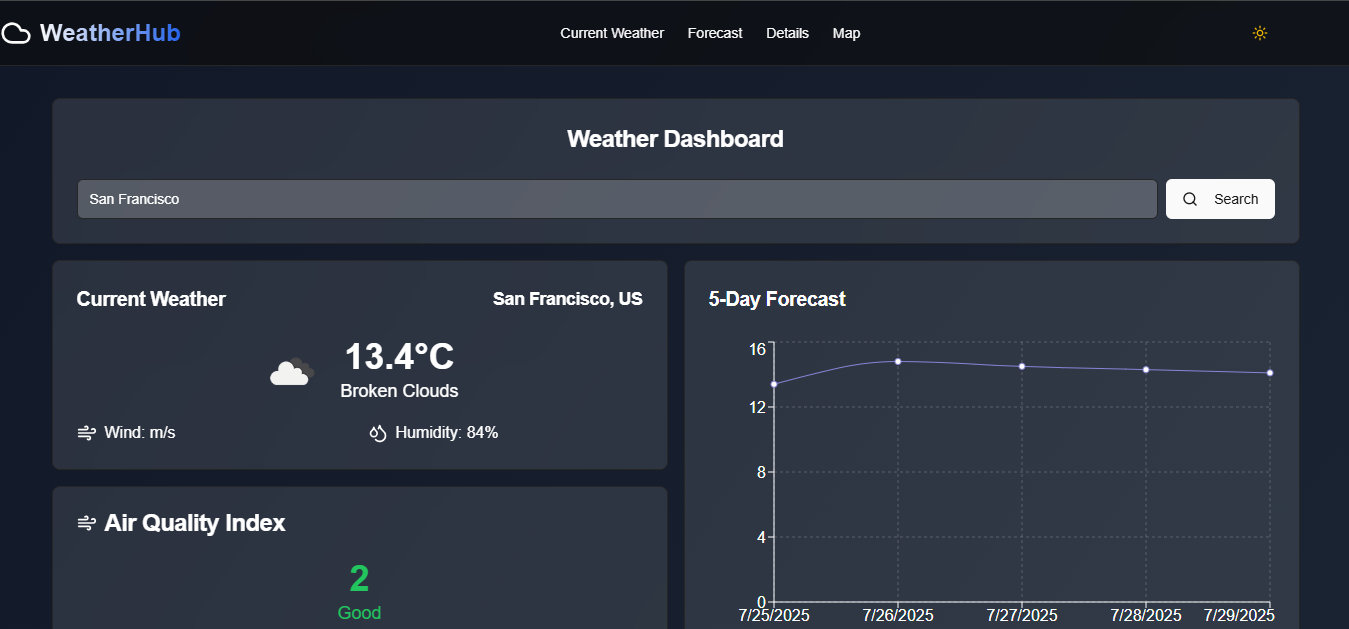 WeatherHub
Current Weather Forecast Details Map
Weather Dashboard
San Francisco
Search
Current Weather
San Francisco, US
13.4°C
Broken Clouds
Wind: m/s
Humidity: 84%
Air Quality Index
2
Good
5-Day Forecast
16
12
8
4
0
7/25/2025 7/26/2025 7/27/2025 7/28/2025 7/29/2025